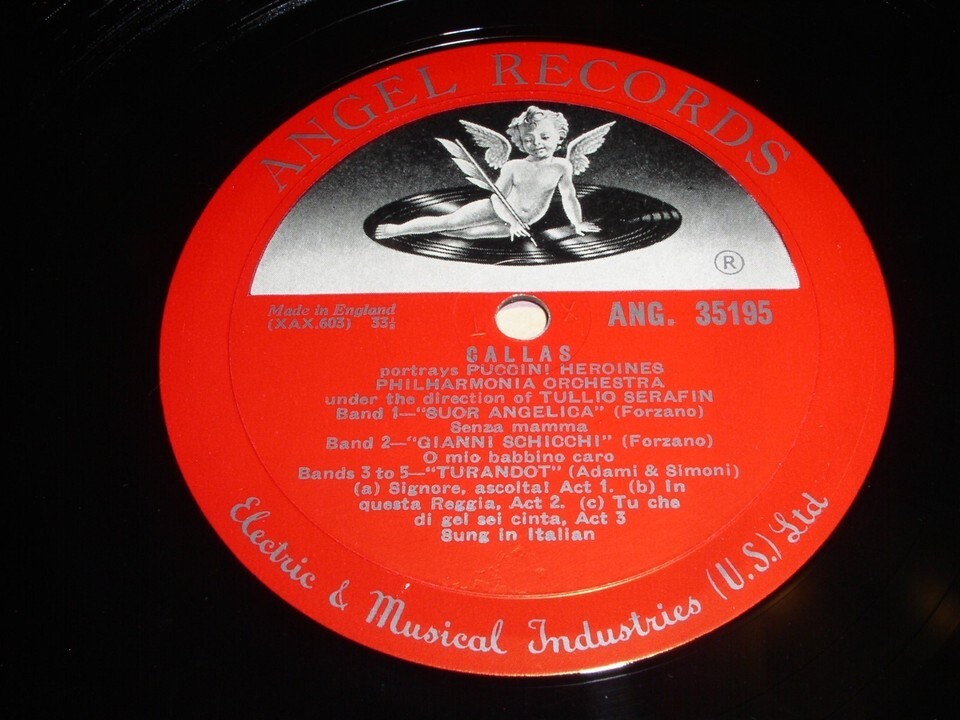 ANGEL RECORDS
®
Made in England
(XAX.603) 33⅓
ANG. 35195
CALLAS
portrays PUCCINI HEROINES
PHILHARMONIA ORCHESTRA
under the direction of TULLIO SERAFIN
Band 1—"SUOR ANGELICA" (Forzano)
Senza mamma
Band 2—"GIANNI SCHICCHI" (Forzano)
O mio babbino caro
Bands 3 to 5—"TURANDOT" (Adami & Simoni)
(a) Signore, ascolta! Act 1. (b) In
questa Reggia, Act 2. (c) Tu che
di gel sei cinta, Act 3
Sung in Italian
Electric & Musical Industries (U.S.) Ltd